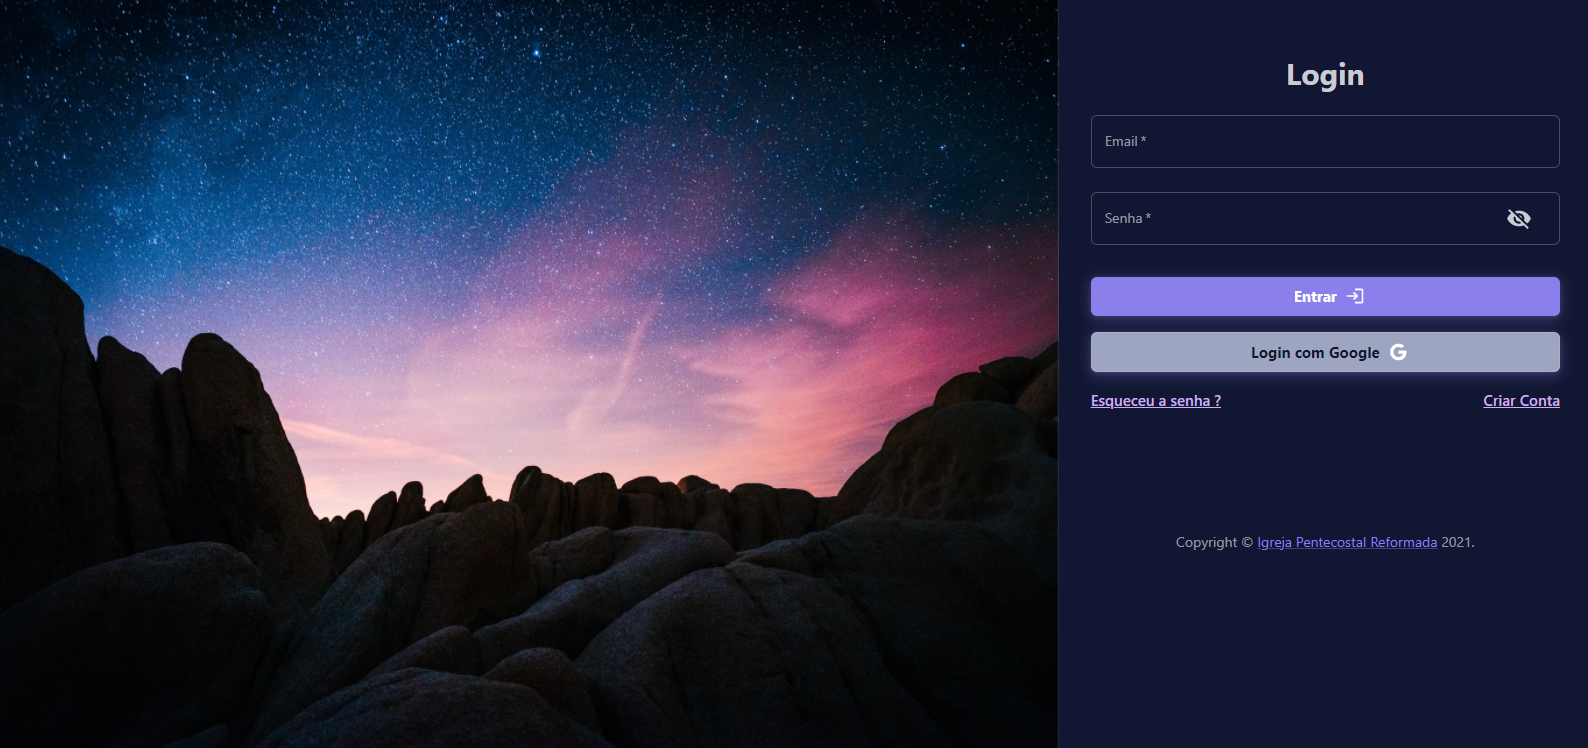 Login
Email *
Senha *
Entrar
Login com Google
Esqueceu a senha ? Criar Conta
Copyright © Igreja Pentecostal Reformada 2021.